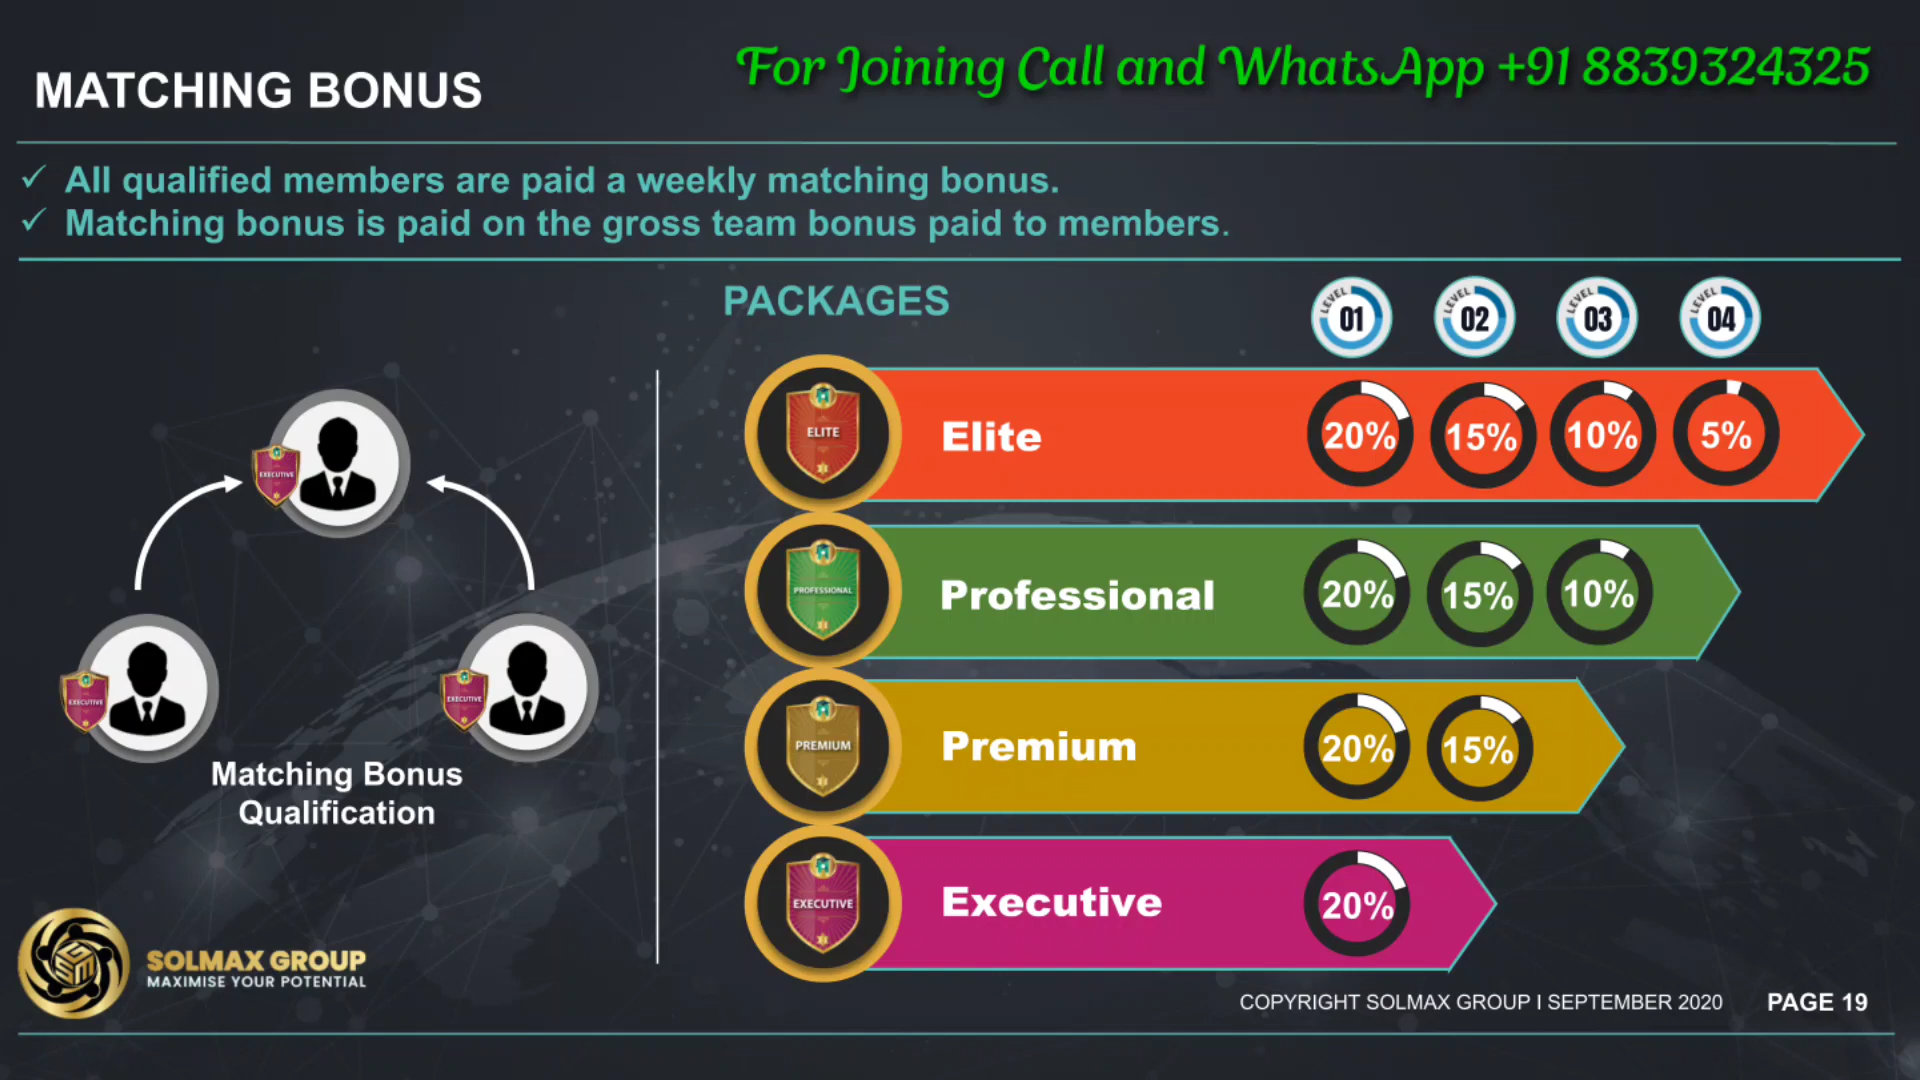 For Joining Call and WhatsApp +91 8839324325
MATCHING BONUS
✓ All qualified members are paid a weekly matching bonus.
✓ Matching bonus is paid on the gross team bonus paid to members.
PACKAGES
LEVEL 01 LEVEL 02 LEVEL 03 LEVEL 04
ELITE Elite 20% 15% 10% 5%
PROFESSIONAL Professional 20% 15% 10%
PREMIUM Premium 20% 15%
EXECUTIVE Executive 20%
EXECUTIVE
EXECUTIVE EXECUTIVE
Matching Bonus
Qualification
SOLMAX GROUP
MAXIMISE YOUR POTENTIAL
COPYRIGHT SOLMAX GROUP I SEPTEMBER 2020 PAGE 19